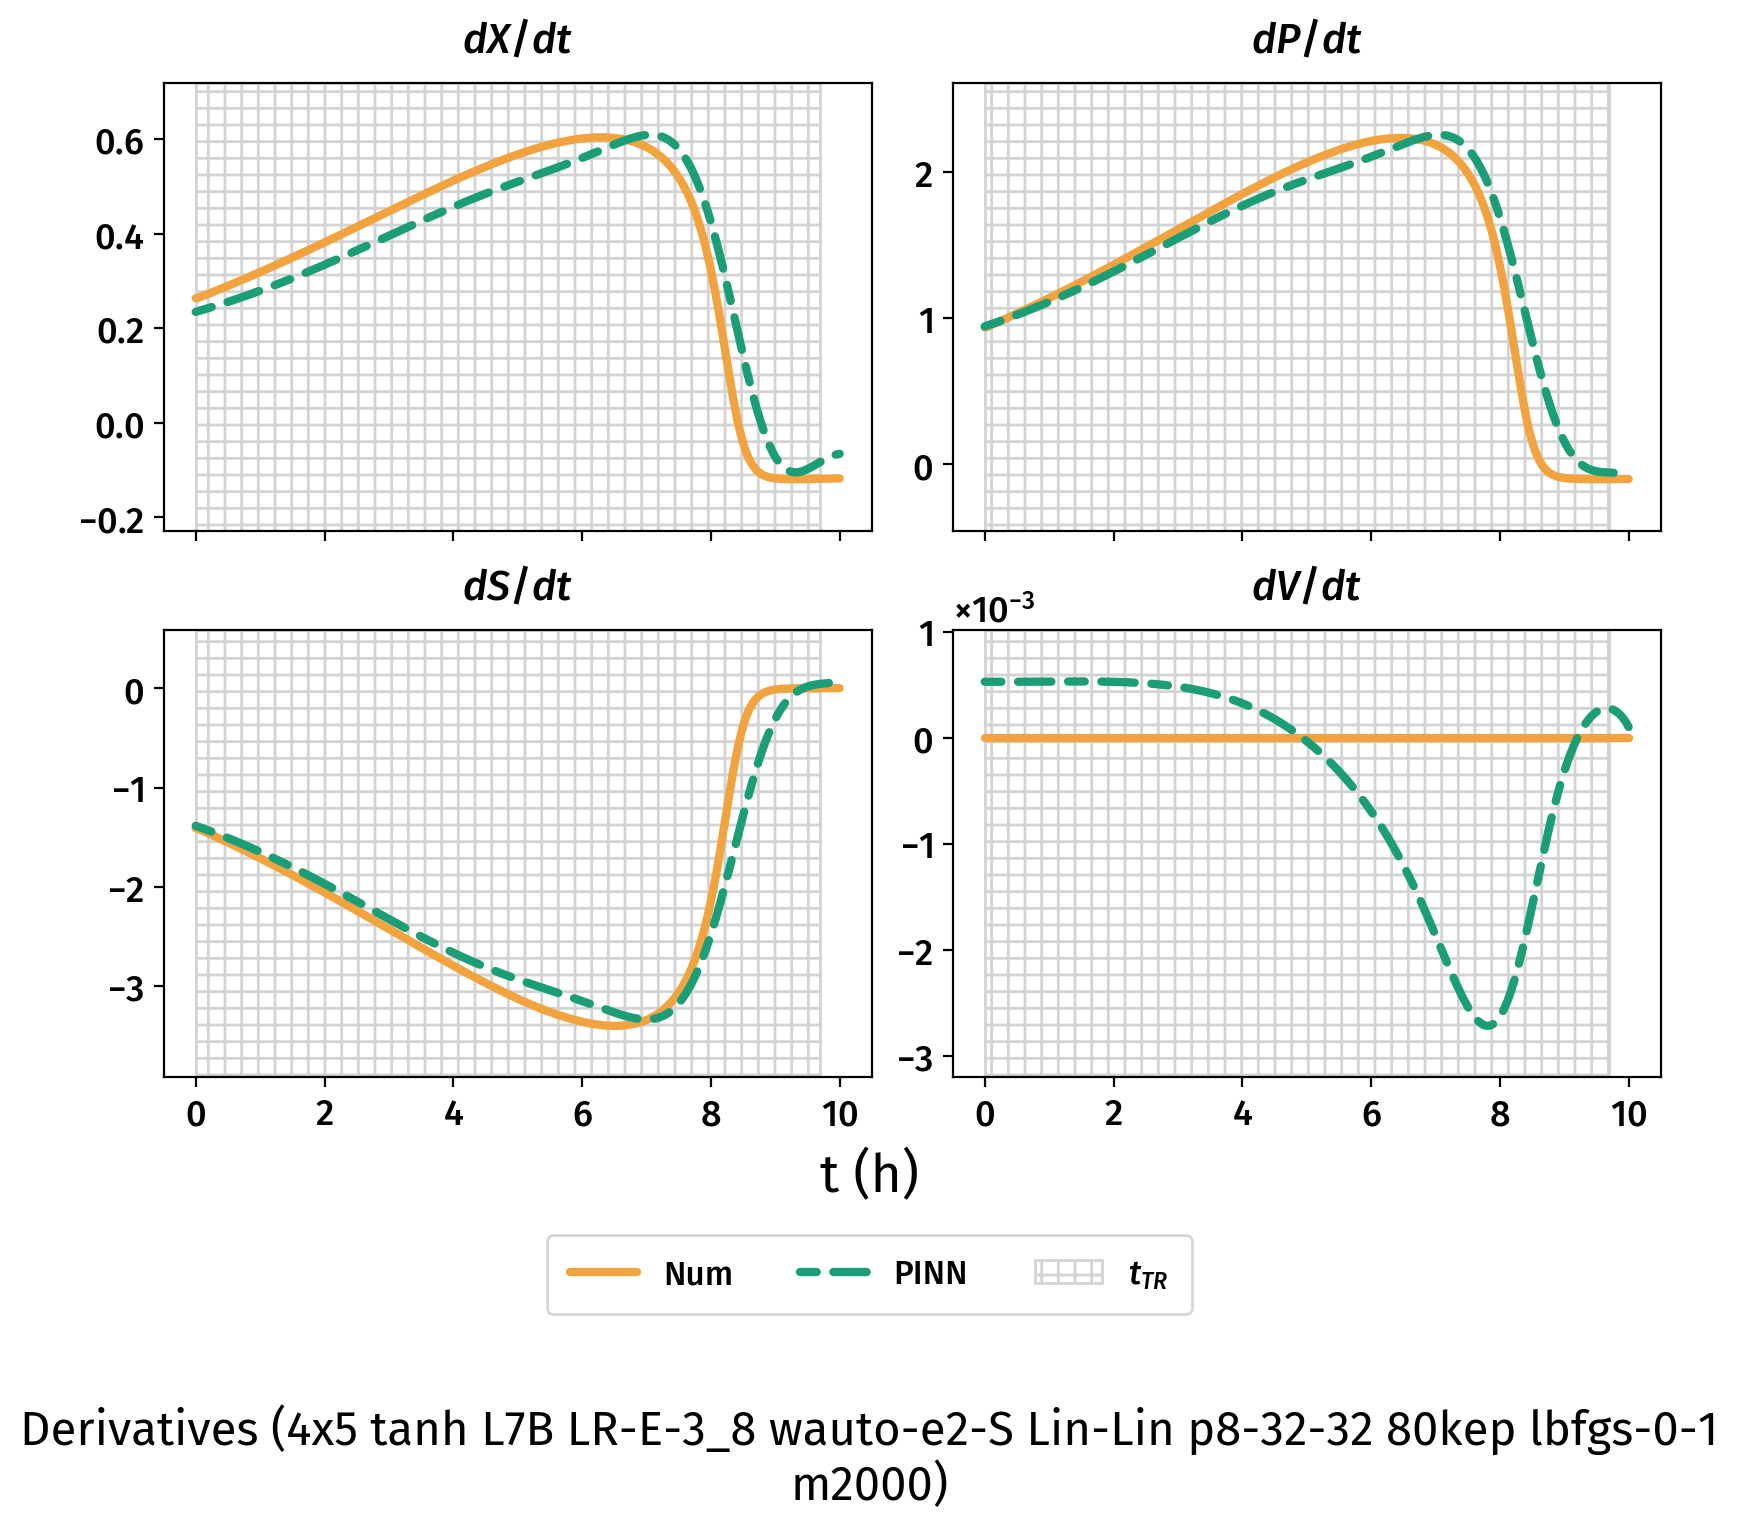 dX/dt
dP/dt
0.6
0.4
0.2
0.0
−0.2
2
1
0
dS/dt
dV/dt
×10⁻³
0
−1
−2
−3
1
0
−1
−2
−3
0 2 4 6 8 10
0 2 4 6 8 10
t (h)
Num PINN t_TR
Derivatives (4x5 tanh L7B LR-E-3_8 wauto-e2-S Lin-Lin p8-32-32 80kep lbfgs-0-1
m2000)